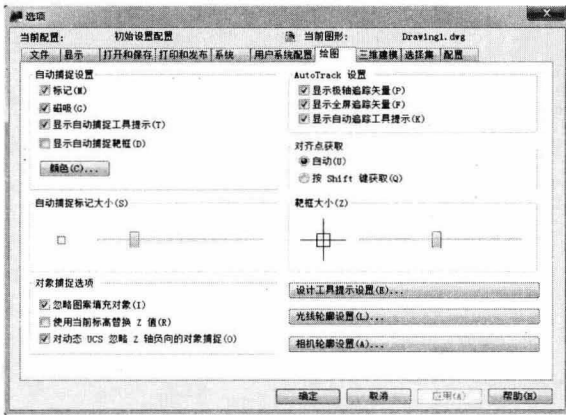 选项
当前配置: 初始设置配置 当前图形: Drawing1.dwg
文件 显示 打开和保存 打印和发布 系统 用户系统配置 绘图 三维建模 选择集 配置
自动捕捉设置
标记(M)
磁吸(G)
显示自动捕捉工具提示(T)
显示自动捕捉靶框(D)
颜色(C)...
AutoTrack 设置
显示极轴追踪矢量(P)
显示全屏追踪矢量(F)
显示自动追踪工具提示(K)
对齐点获取
自动(U)
按 Shift 键获取(Q)
自动捕捉标记大小(S)
靶框大小(Z)
对象捕捉选项
忽略图案填充对象(I)
使用当前标高替换 Z 值(R)
对动态 UCS 忽略 Z 轴负向的对象捕捉(O)
设计工具提示设置(E)...
光线轮廓设置(L)...
相机轮廓设置(A)...
确定 取消 应用(A) 帮助(H)